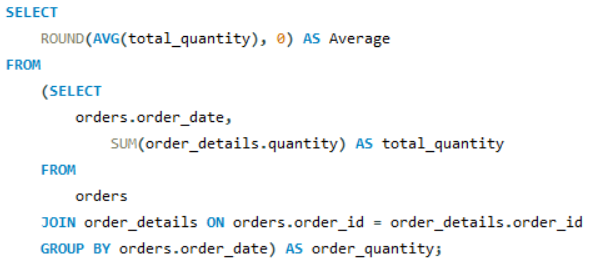 SELECT
ROUND(AVG(total_quantity), 0) AS Average
FROM
(SELECT
orders.order_date,
SUM(order_details.quantity) AS total_quantity
FROM
orders
JOIN order_details ON orders.order_id = order_details.order_id
GROUP BY orders.order_date) AS order_quantity;